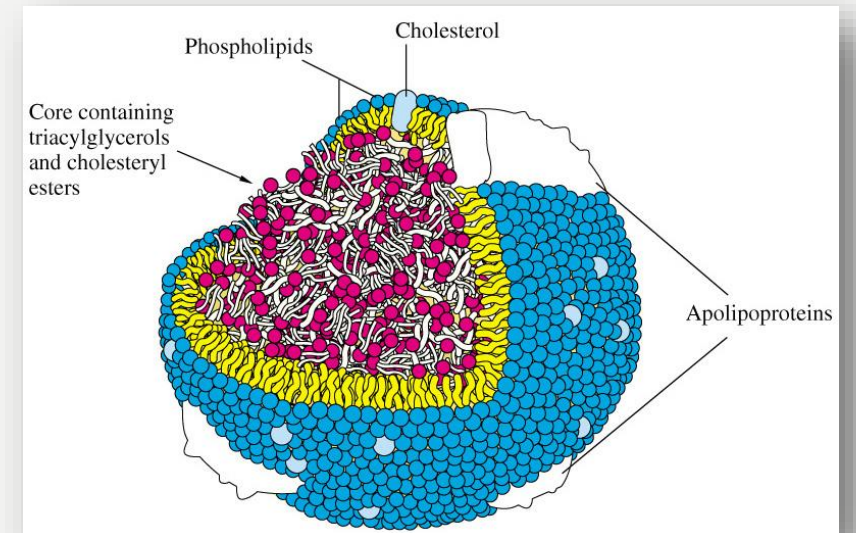 Cholesterol
Phospholipids
Core containing
triacylglycerols
and cholesteryl
esters
Apolipoproteins